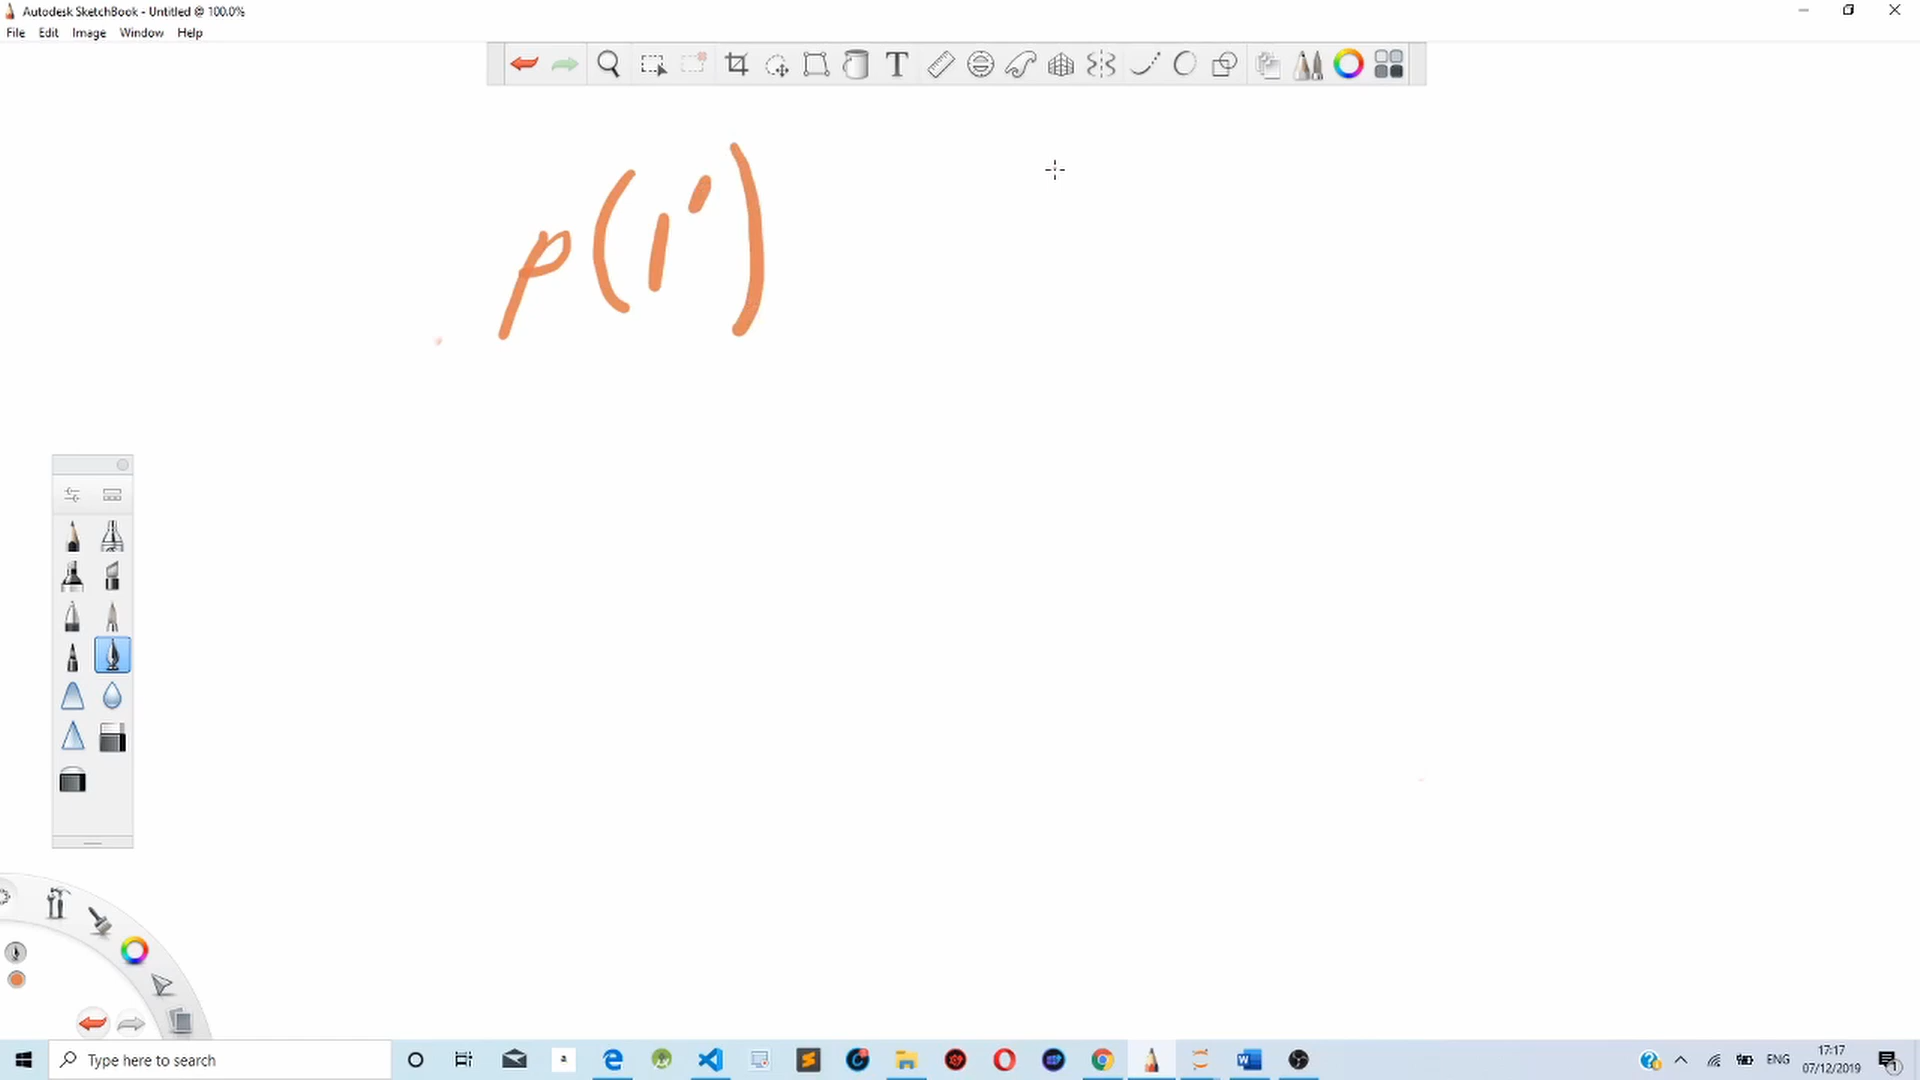 Autodesk SketchBook - Untitled @ 100.0%
File Edit Image Window Help
T
p(1')
a
Type here to search
ENG
17:17
07/12/2019